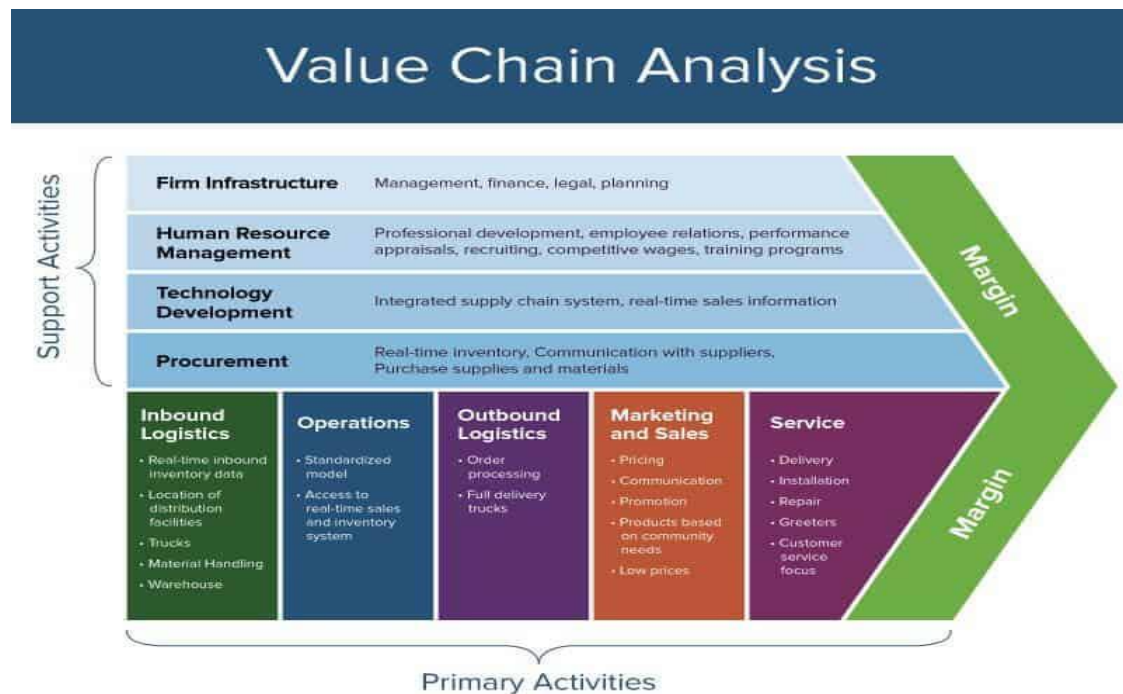 Value Chain Analysis
Support Activities
Firm Infrastructure
Management, finance, legal, planning
Human Resource
Management
Professional development, employee relations, performance
appraisals, recruiting, competitive wages, training programs
Technology
Development
Integrated supply chain system, real-time sales information
Procurement
Real-time inventory, Communication with suppliers,
Purchase supplies and materials
Margin
Margin
Inbound
Logistics
• Real-time inbound
inventory data
• Location of
distribution
facilities
• Trucks
• Material Handling
• Warehouse
Operations
• Standardized
model
• Access to
real-time sales
and inventory
system
Outbound
Logistics
• Order
processing
• Full delivery
trucks
Marketing
and Sales
• Pricing
• Communication
• Promotion
• Products based
on community
needs
• Low prices
Service
• Delivery
• Installation
• Repair
• Greeters
• Customer
service
focus
Primary Activities